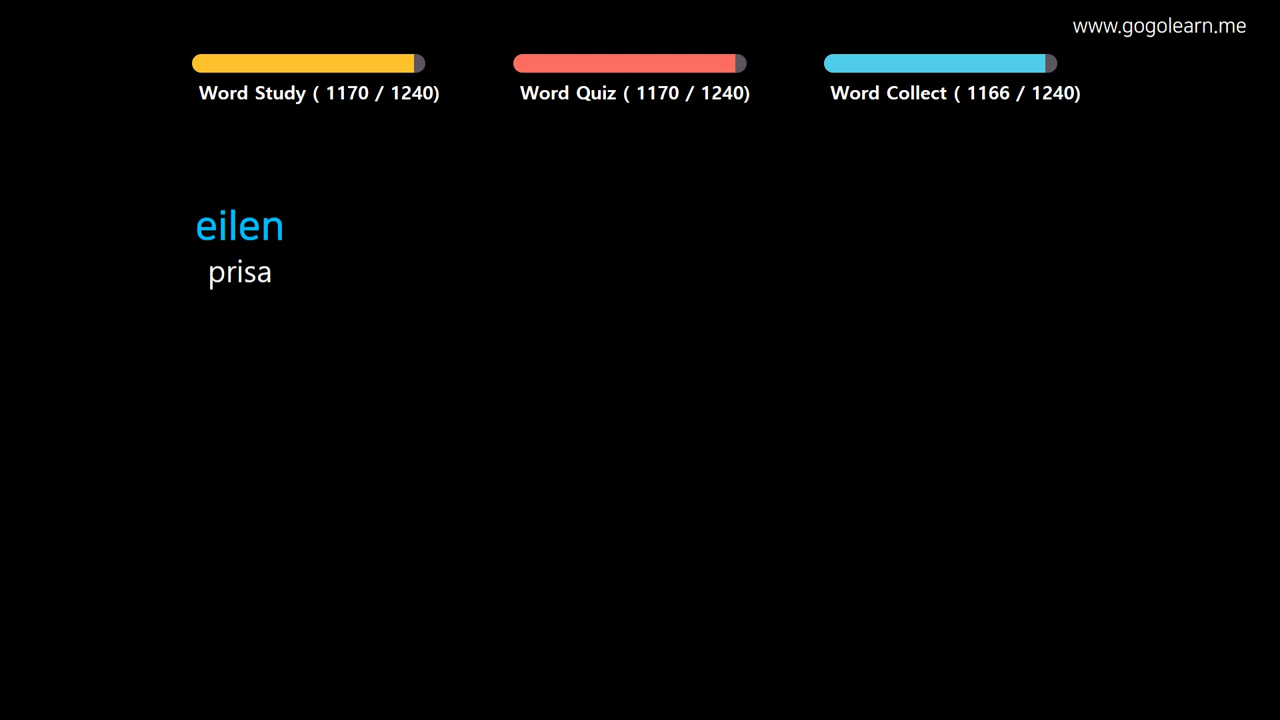 www.gogolearn.me
Word Study ( 1170 / 1240)
Word Quiz ( 1170 / 1240)
Word Collect ( 1166 / 1240)
eilen
prisa